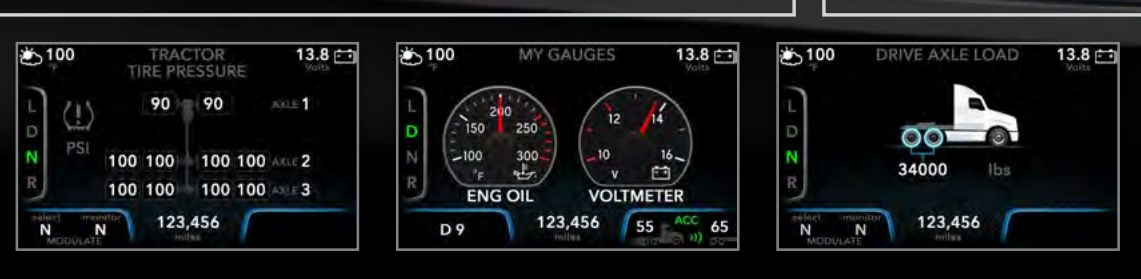 100 °F TRACTOR TIRE PRESSURE 13.8 Volts
L
D
N
R
PSI
90 90 AXLE 1
100 100 100 100 AXLE 2
100 100 100 100 AXLE 3
select N monitor N
MODULATE
123,456
miles
100 °F MY GAUGES 13.8 Volts
L
D
N
R
100 150 200 250 300
°F
ENG OIL
10 12 14 16
V
VOLTMETER
D 9
123,456
miles
55 ACC 65
100 °F DRIVE AXLE LOAD 13.8 Volts
L
D
N
R
34000 lbs
select N monitor N
MODULATE
123,456
miles